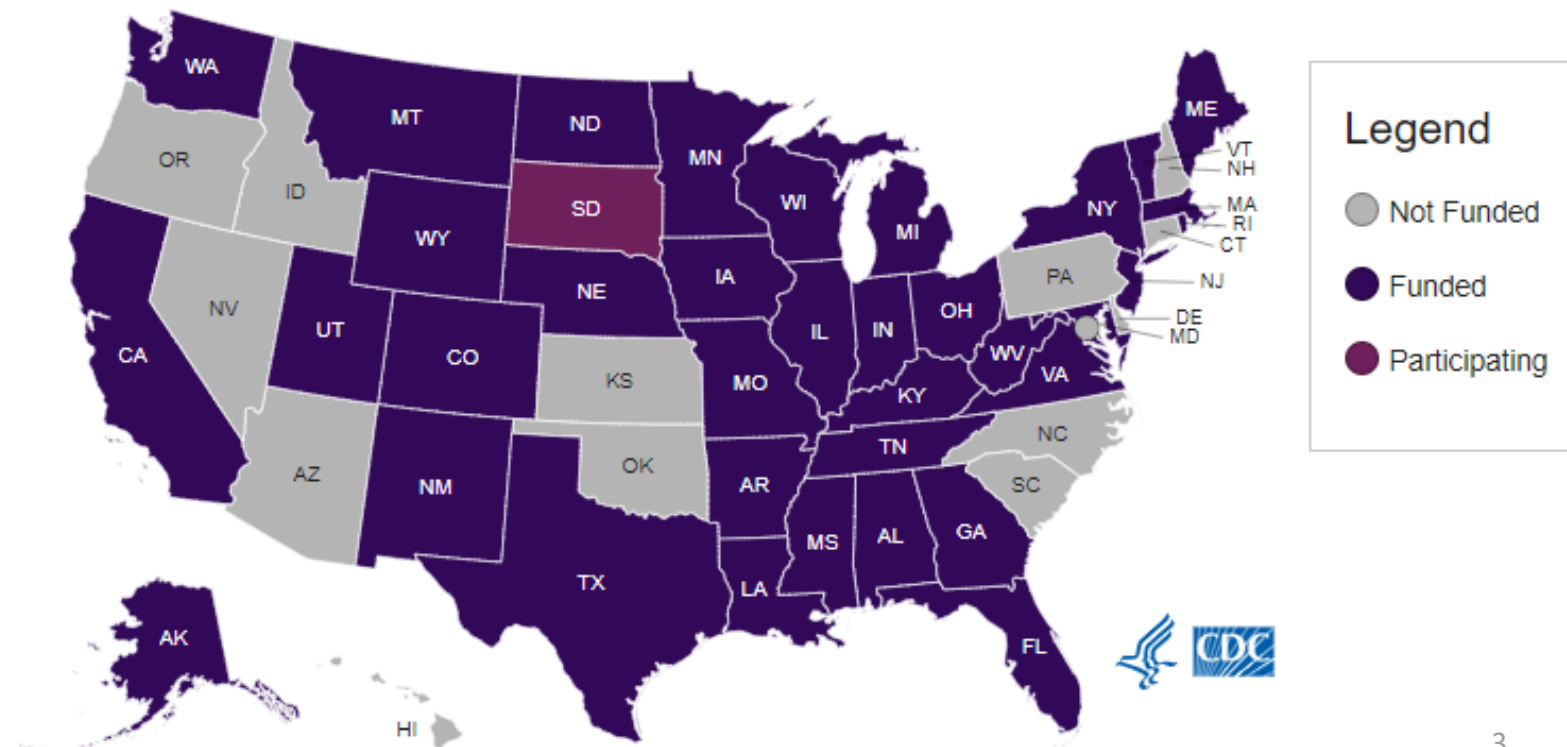 WA
MT
ND
MN
ME
VT
NH
OR
ID
SD
WI
MI
NY
MA
RI
CT
WY
IA
PA
NJ
NV
UT
NE
IL
IN
OH
DE
MD
CA
CO
KS
MO
KY
WV
VA
AZ
NM
OK
AR
TN
NC
SC
TX
LA
MS
AL
GA
AK
HI
FL
CDC
Legend
Not Funded
Funded
Participating
3